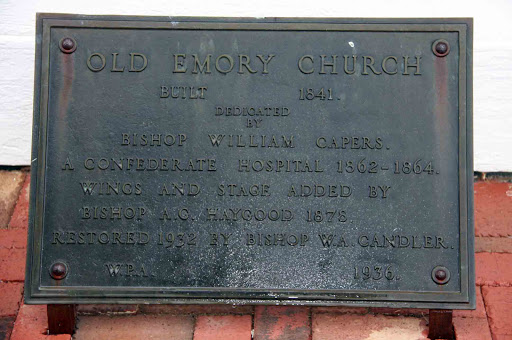 OLD EMORY CHURCH
BUILT 1841.
DEDICATED
BY
BISHOP WILLIAM CAPERS.
A CONFEDERATE HOSPITAL 1862-1864.
WINGS AND STAGE ADDED BY
BISHOP A.G. HAYGOOD 1878.
RESTORED 1932 BY BISHOP W.A. CANDLER.
W.P.A. 1936.